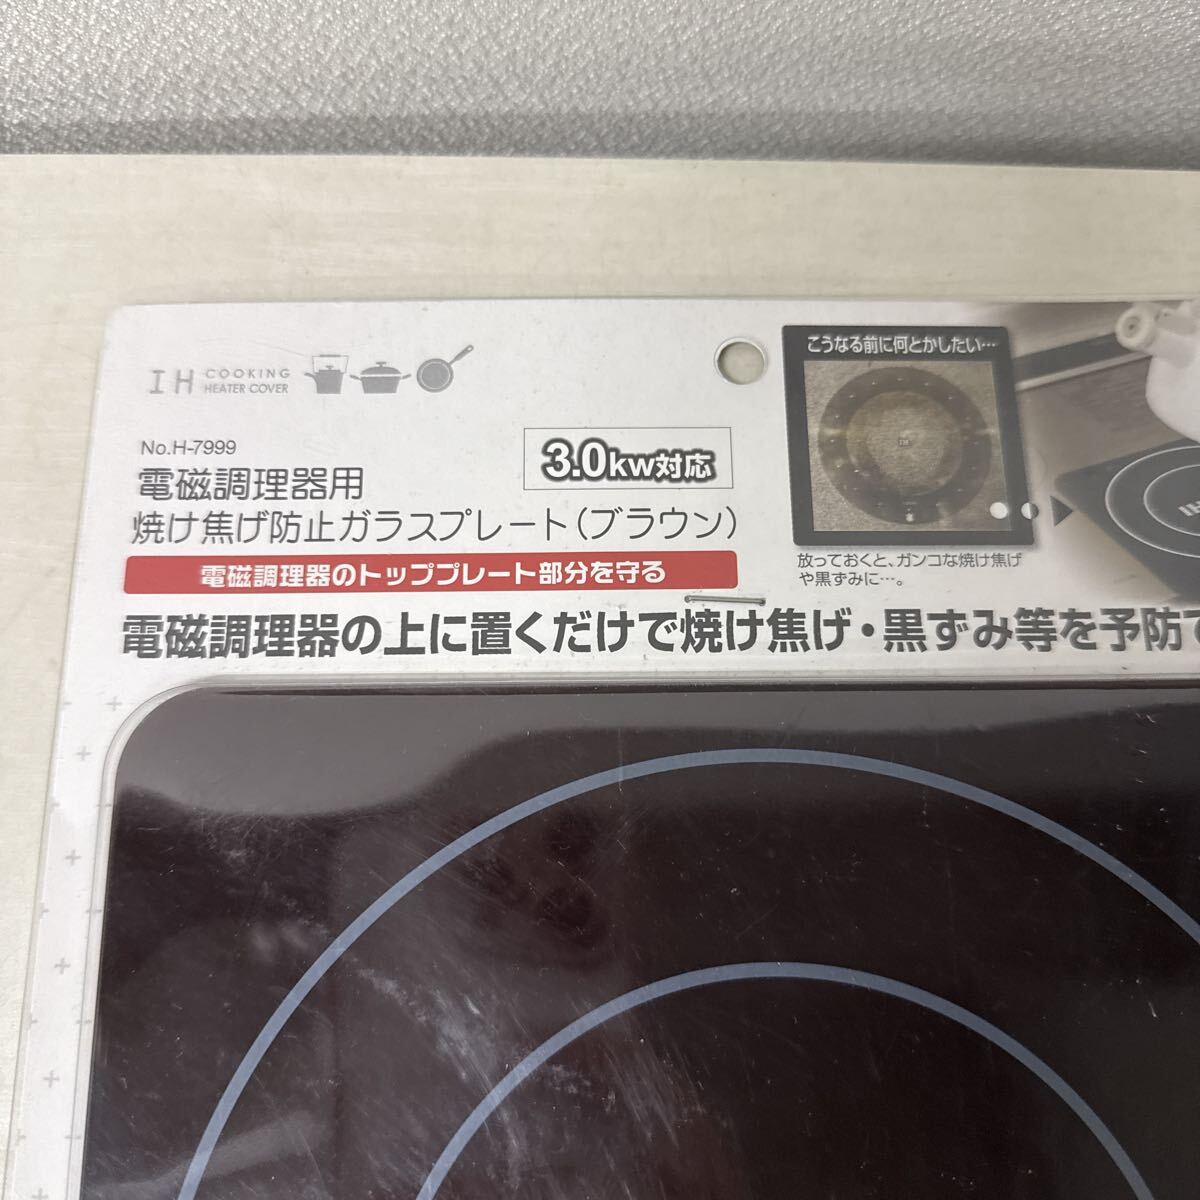 IH COOKING HEATER COVER
No.H-7999
電磁調理器用
焼け焦げ防止ガラスプレート(ブラウン)
3.0kw対応
電磁調理器のトッププレート部分を守る
電磁調理器の上に置くだけで焼け焦げ・黒ずみ等を予防で
こうなる前に何とかしたい…
放っておくと、ガンコな焼け焦げ
や黒ずみに…。